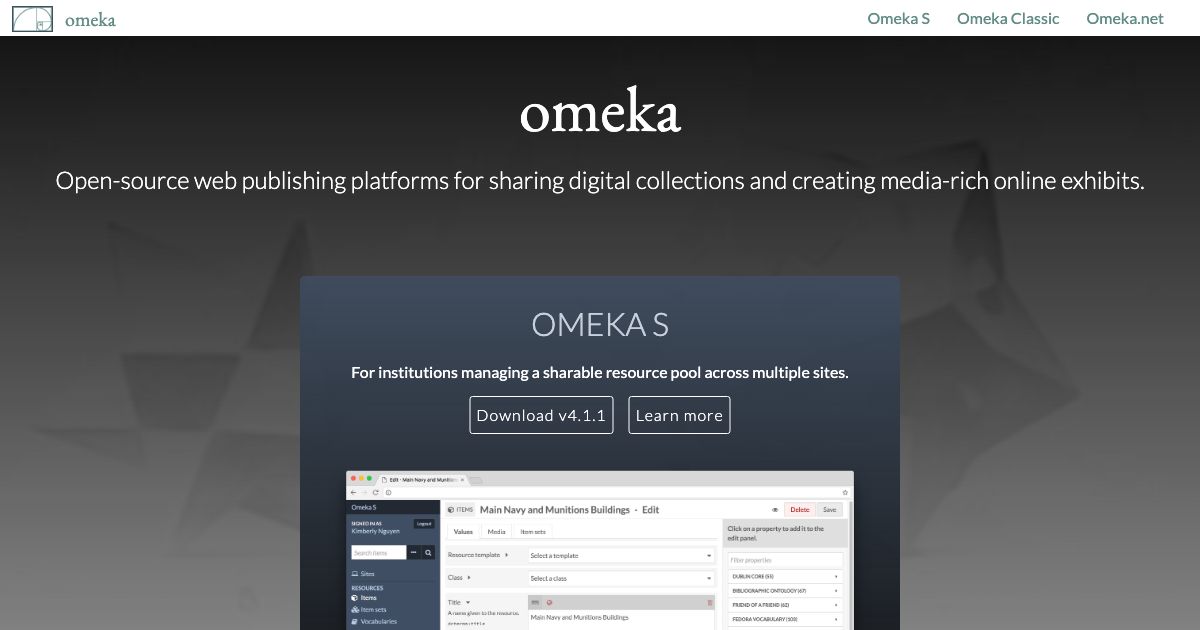 omeka
Omeka S Omeka Classic Omeka.net
omeka
Open-source web publishing platforms for sharing digital collections and creating media-rich online exhibits.
OMEKA S
For institutions managing a sharable resource pool across multiple sites.
Download v4.1.1 Learn more
Edit · Main Navy and Munitions
Omeka S
SIGNED IN AS
Kimberly Nguyen
Logout
Search items
Sites
RESOURCES
Items
Item sets
Vocabularies
ITEMS Main Navy and Munitions Buildings · Edit
Delete Save
Values Media Item sets
Resource template Select a template
Class Select a class
Title
A name given to the resource.
dcterms:title
Main Navy and Munitions Buildings
Click on a property to add it to the
edit panel.
Filter properties
DUBLIN CORE (55)
BIBLIOGRAPHIC ONTOLOGY (67)
FRIEND OF A FRIEND (62)
FEDORA VOCABULARY (103)